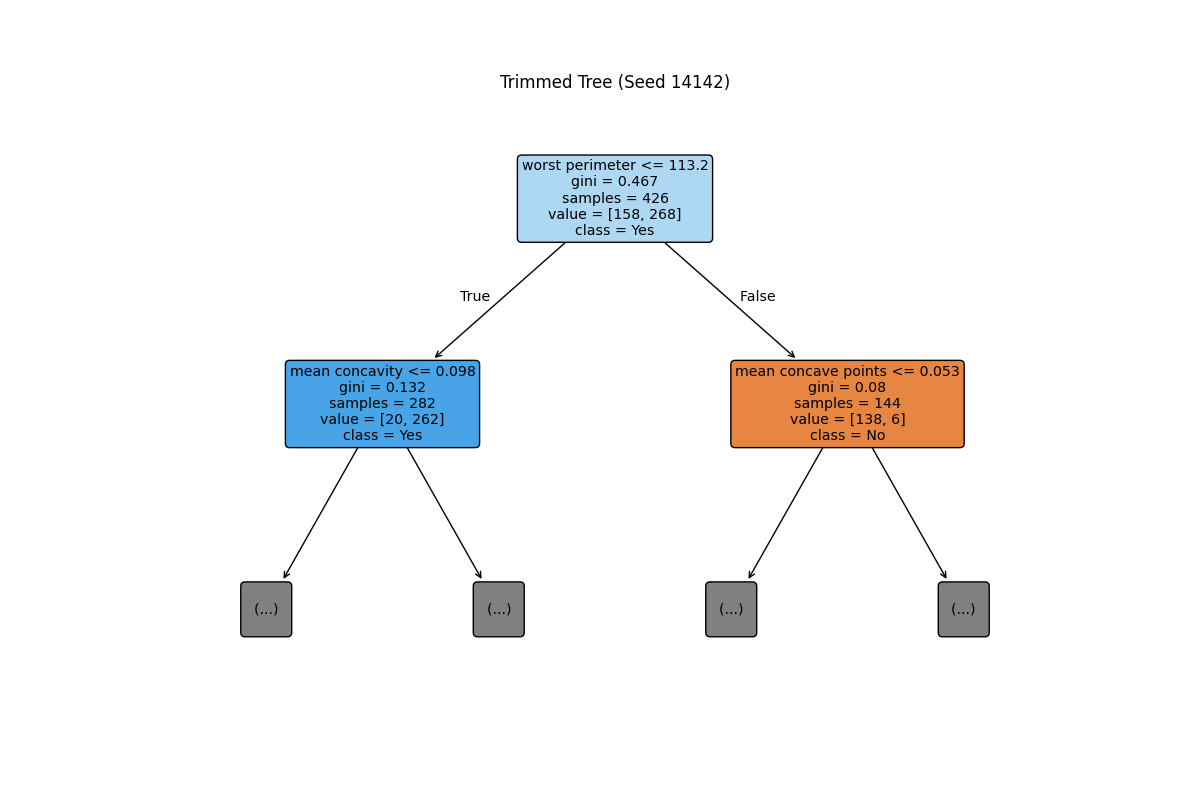 Trimmed Tree (Seed 14142)
worst perimeter <= 113.2
gini = 0.467
samples = 426
value = [158, 268]
class = Yes
True
False
mean concavity <= 0.098
gini = 0.132
samples = 282
value = [20, 262]
class = Yes
mean concave points <= 0.053
gini = 0.08
samples = 144
value = [138, 6]
class = No
(...)
(...)
(...)
(...)